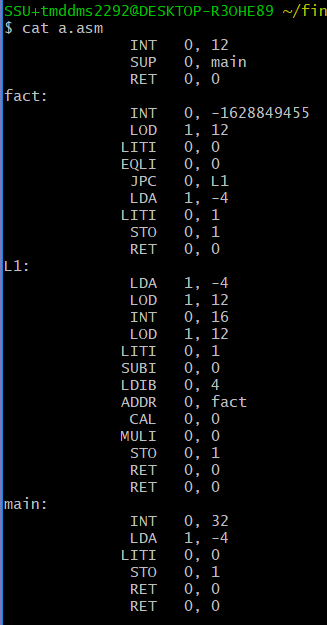 SSU+tmddms2292@DESKTOP-R3OHE89 ~/fin
$ cat a.asm
INT 0, 12
SUP 0, main
RET 0, 0
fact:
INT 0, -1628849455
LOD 1, 12
LITI 0, 0
EQLI 0, 0
JPC 0, L1
LDA 1, -4
LITI 0, 1
STO 0, 1
RET 0, 0
L1:
LDA 1, -4
LOD 1, 12
INT 0, 16
LOD 1, 12
LITI 0, 1
SUBI 0, 0
LDIB 0, 4
ADDR 0, fact
CAL 0, 0
MULI 0, 0
STO 0, 1
RET 0, 0
RET 0, 0
main:
INT 0, 32
LDA 1, -4
LITI 0, 0
STO 0, 1
RET 0, 0
RET 0, 0